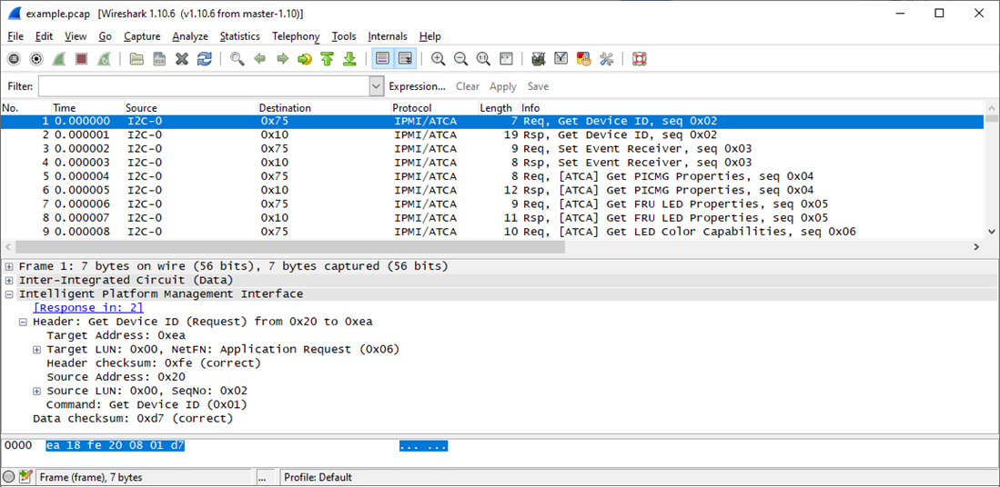 example.pcap   [Wireshark 1.10.6  (v1.10.6 from master-1.10)]
File Edit View Go Capture Analyze Statistics Telephony Tools Internals Help
Filter: Expression... Clear Apply Save
No. Time Source Destination Protocol Length Info
1 0.000000 I2C-0 0x75 IPMI/ATCA 7 Req, Get Device ID, seq 0x02
2 0.000001 I2C-0 0x10 IPMI/ATCA 19 Rsp, Get Device ID, seq 0x02
3 0.000002 I2C-0 0x75 IPMI/ATCA 9 Req, Set Event Receiver, seq 0x03
4 0.000003 I2C-0 0x10 IPMI/ATCA 8 Rsp, Set Event Receiver, seq 0x03
5 0.000004 I2C-0 0x75 IPMI/ATCA 8 Req, [ATCA] Get PICMG Properties, seq 0x04
6 0.000005 I2C-0 0x10 IPMI/ATCA 12 Rsp, [ATCA] Get PICMG Properties, seq 0x04
7 0.000006 I2C-0 0x75 IPMI/ATCA 9 Req, [ATCA] Get FRU LED Properties, seq 0x05
8 0.000007 I2C-0 0x10 IPMI/ATCA 11 Rsp, [ATCA] Get FRU LED Properties, seq 0x05
9 0.000008 I2C-0 0x75 IPMI/ATCA 10 Req, [ATCA] Get LED Color Capabilities, seq 0x06
Frame 1: 7 bytes on wire (56 bits), 7 bytes captured (56 bits)
Inter-Integrated Circuit (Data)
Intelligent Platform Management Interface
[Response in: 2]
Header: Get Device ID (Request) from 0x20 to 0xea
Target Address: 0xea
Target LUN: 0x00, NetFN: Application Request (0x06)
Header checksum: 0xfe (correct)
Source Address: 0x20
Source LUN: 0x00, SeqNo: 0x02
Command: Get Device ID (0x01)
Data checksum: 0xd7 (correct)
0000 ea 18 fe 20 08 01 d7 ... ...
Frame (frame), 7 bytes ... Profile: Default